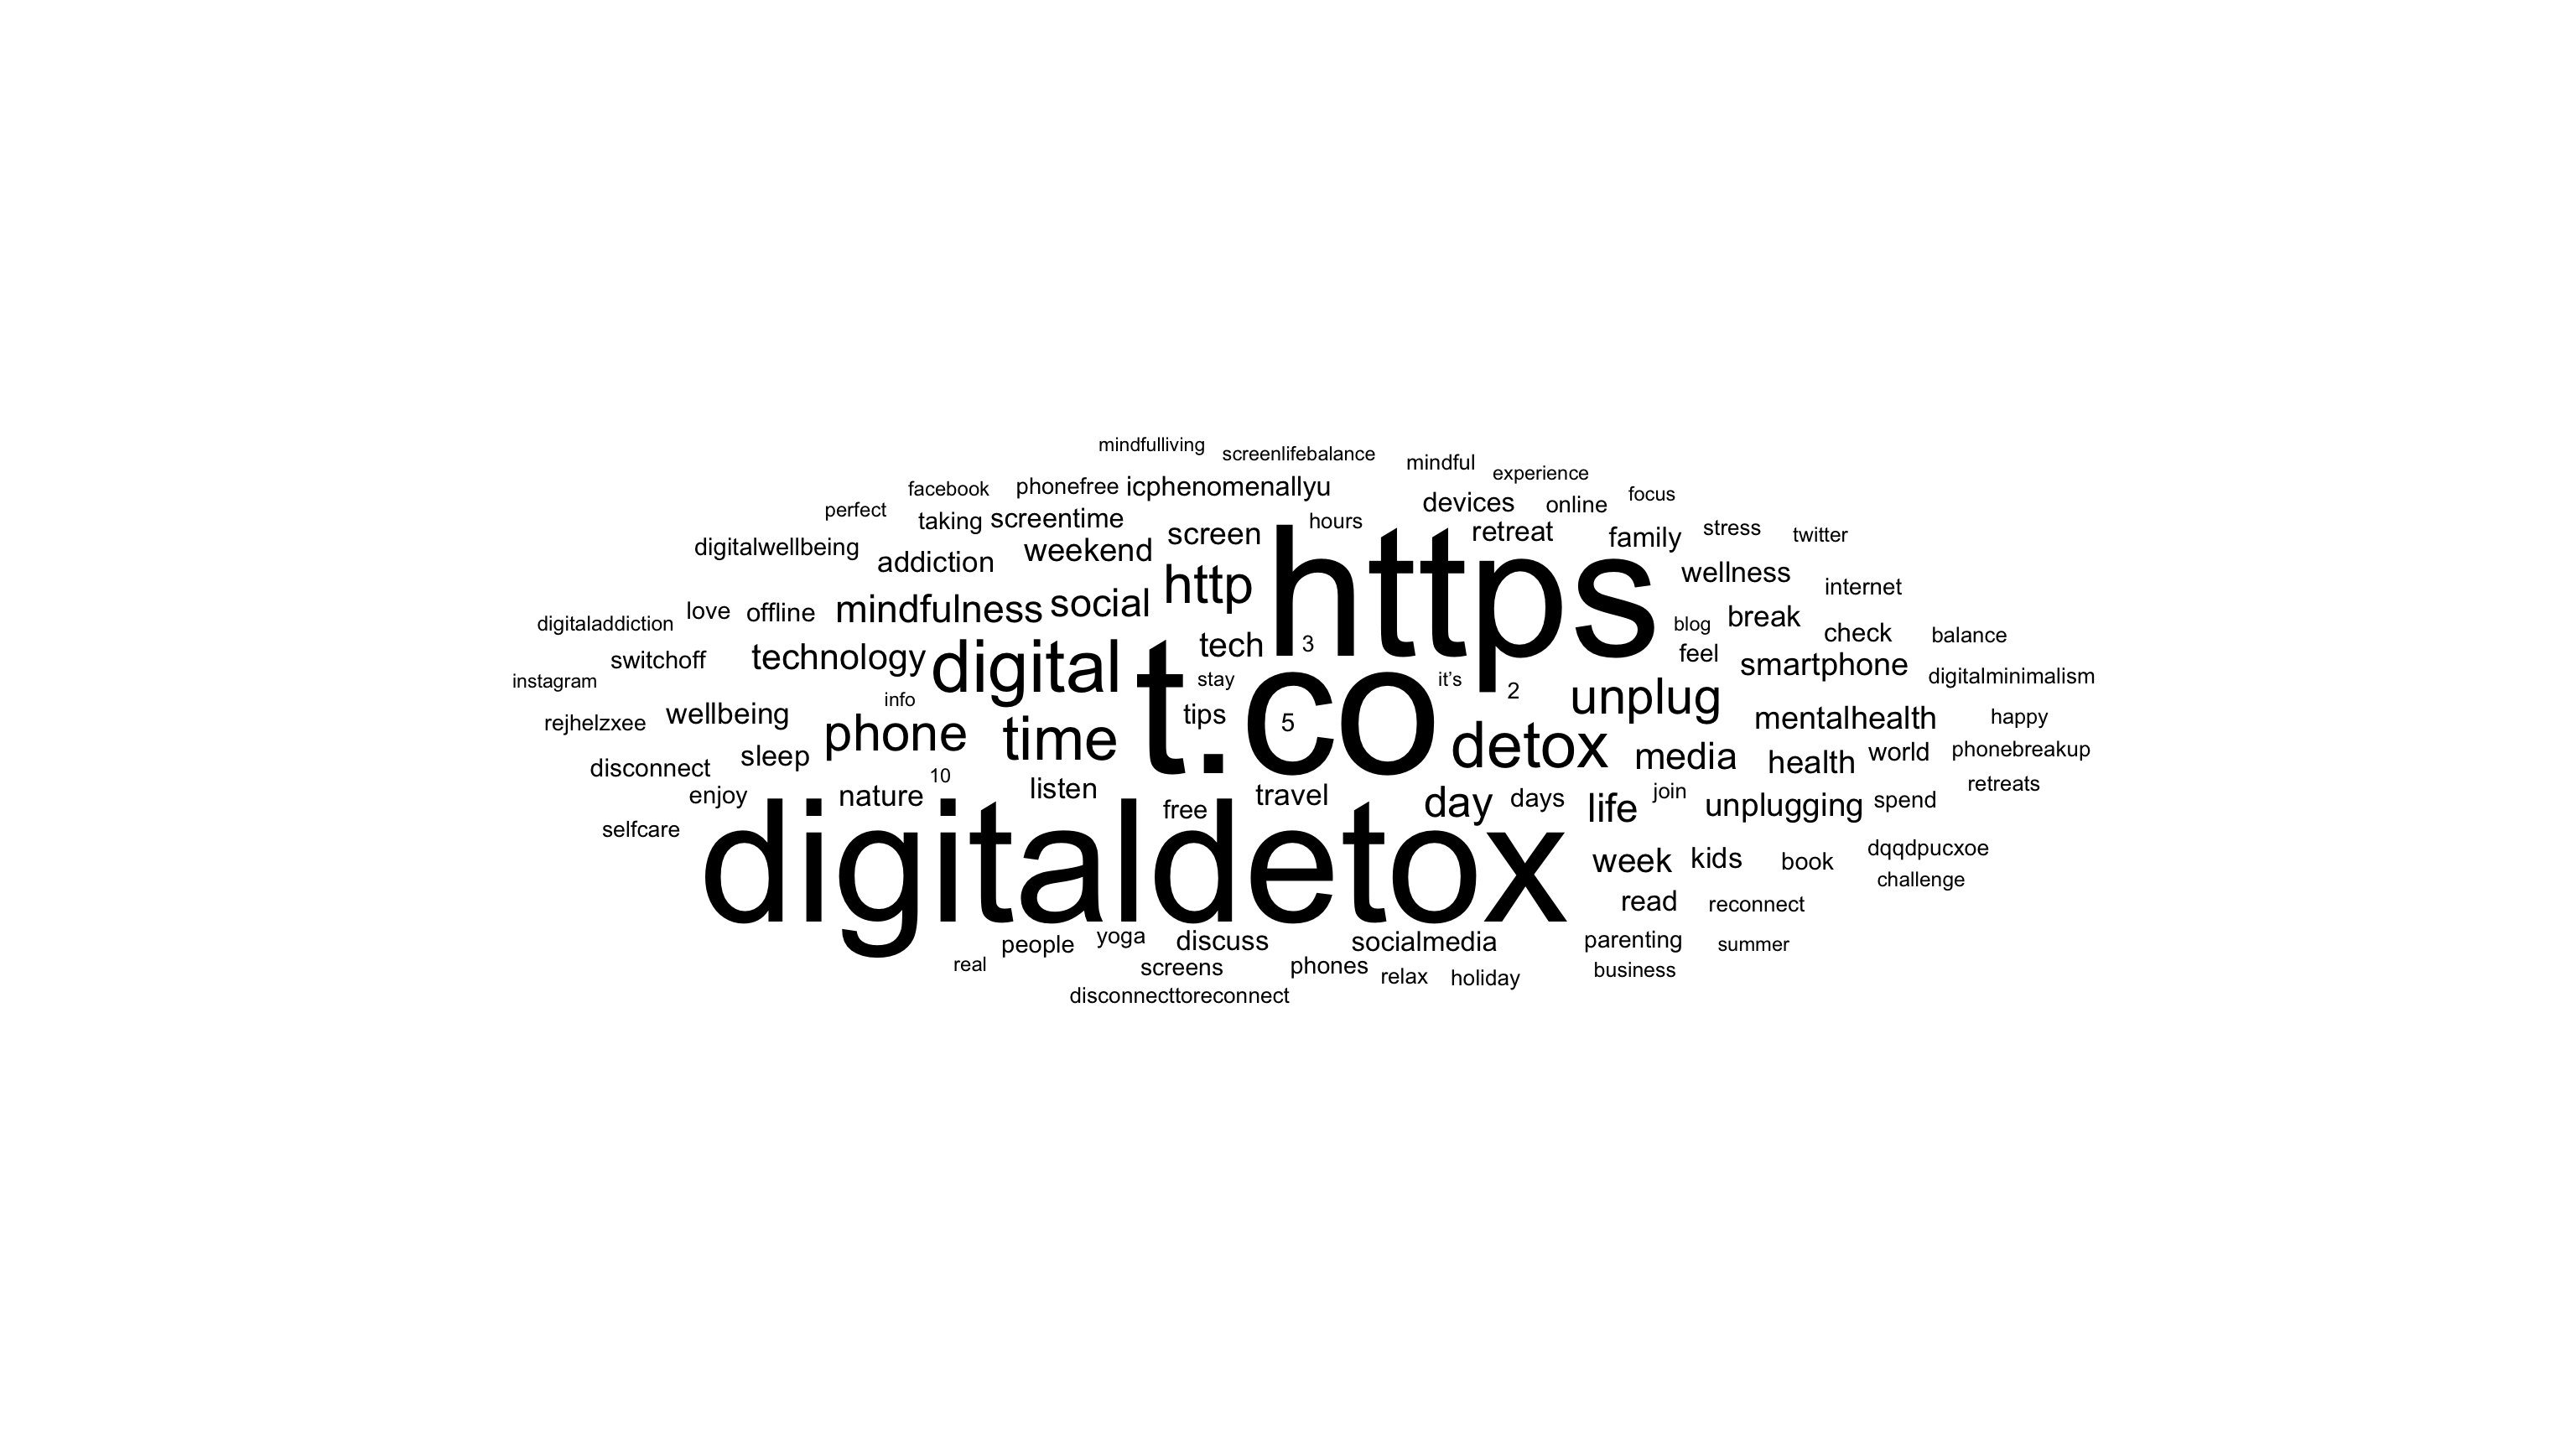 mindfulliving screenlifebalance mindful experience
facebook phonefree icphenomenallyu devices online focus
perfect taking screentime hours
digitalwellbeing addiction weekend screen retreat family stress twitter
http https wellness internet
digitaladdiction love offline mindfulness social blog break check balance
switchoff technology digital tech 3 feel smartphone digitalminimalism
instagram info t.co stay it’s 2 unplug
rejhelzxee wellbeing phone time tips 5 detox mentalhealth happy
disconnect sleep media health world phonebreakup
enjoy nature 10 listen free travel day days life join unplugging spend retreats
selfcare digitaldetox week kids book dqqdpucxoe
challenge
read reconnect
real people yoga discuss socialmedia parenting summer
screens phones relax holiday business
disconnecttoreconnect